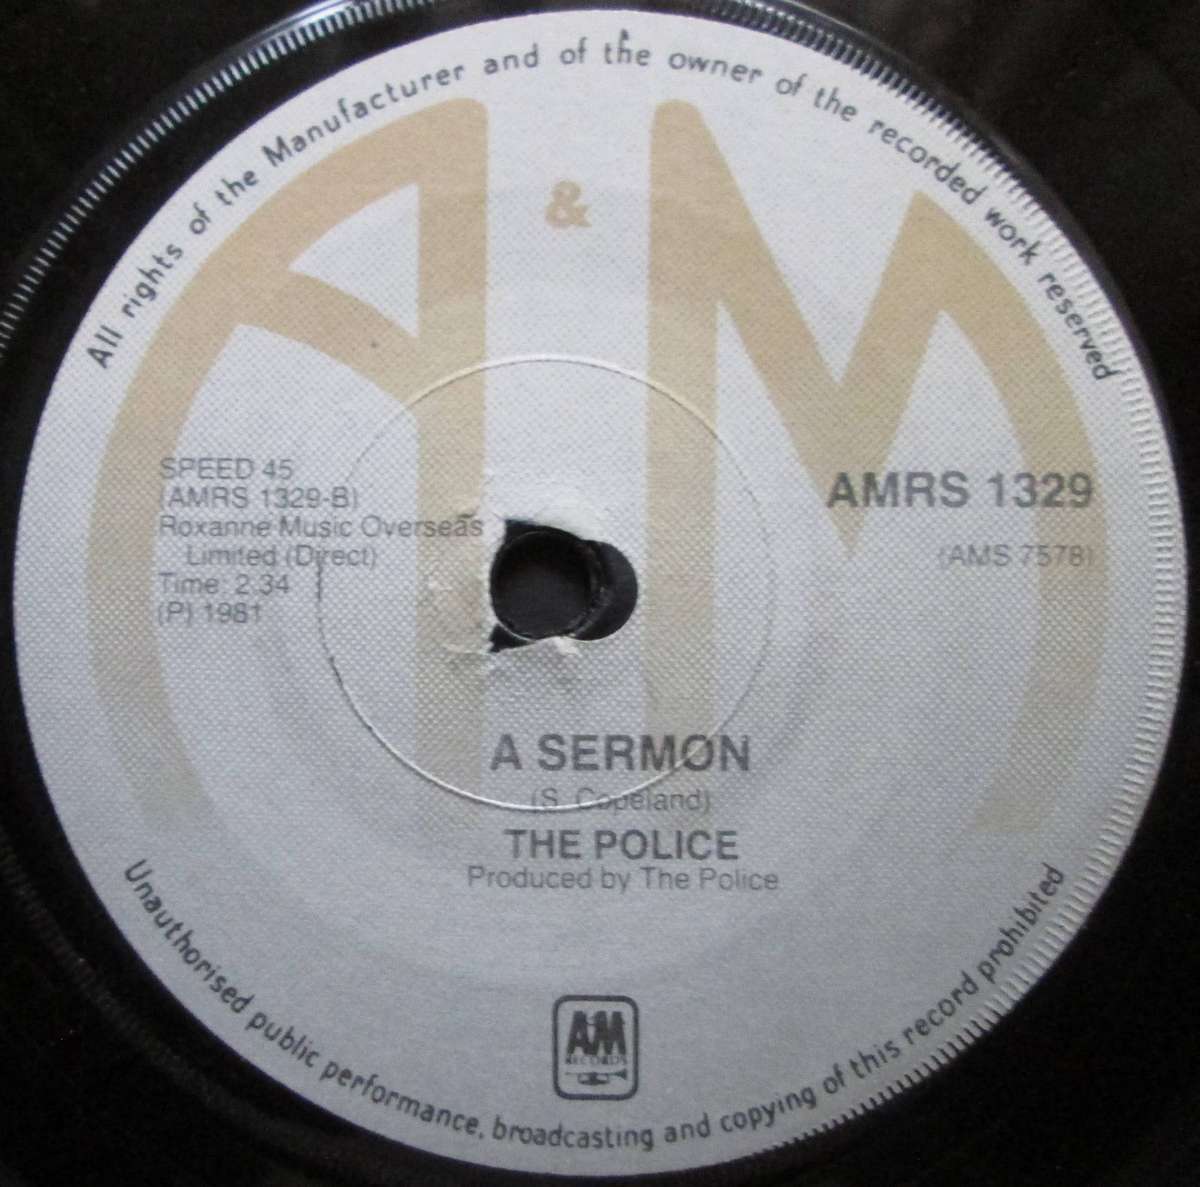 All rights of the Manufacturer and of the owner of the recorded work reserved
A & M
SPEED 45
(AMRS 1329-B)
Roxanne Music Overseas
Limited (Direct)
Time: 2.34
(P) 1981
AMRS 1329
(AMS 7578)
A SERMON
(S. Copeland)
THE POLICE
Produced by The Police
A&M
RECORDS
Unauthorised public performance, broadcasting and copying of this record prohibited